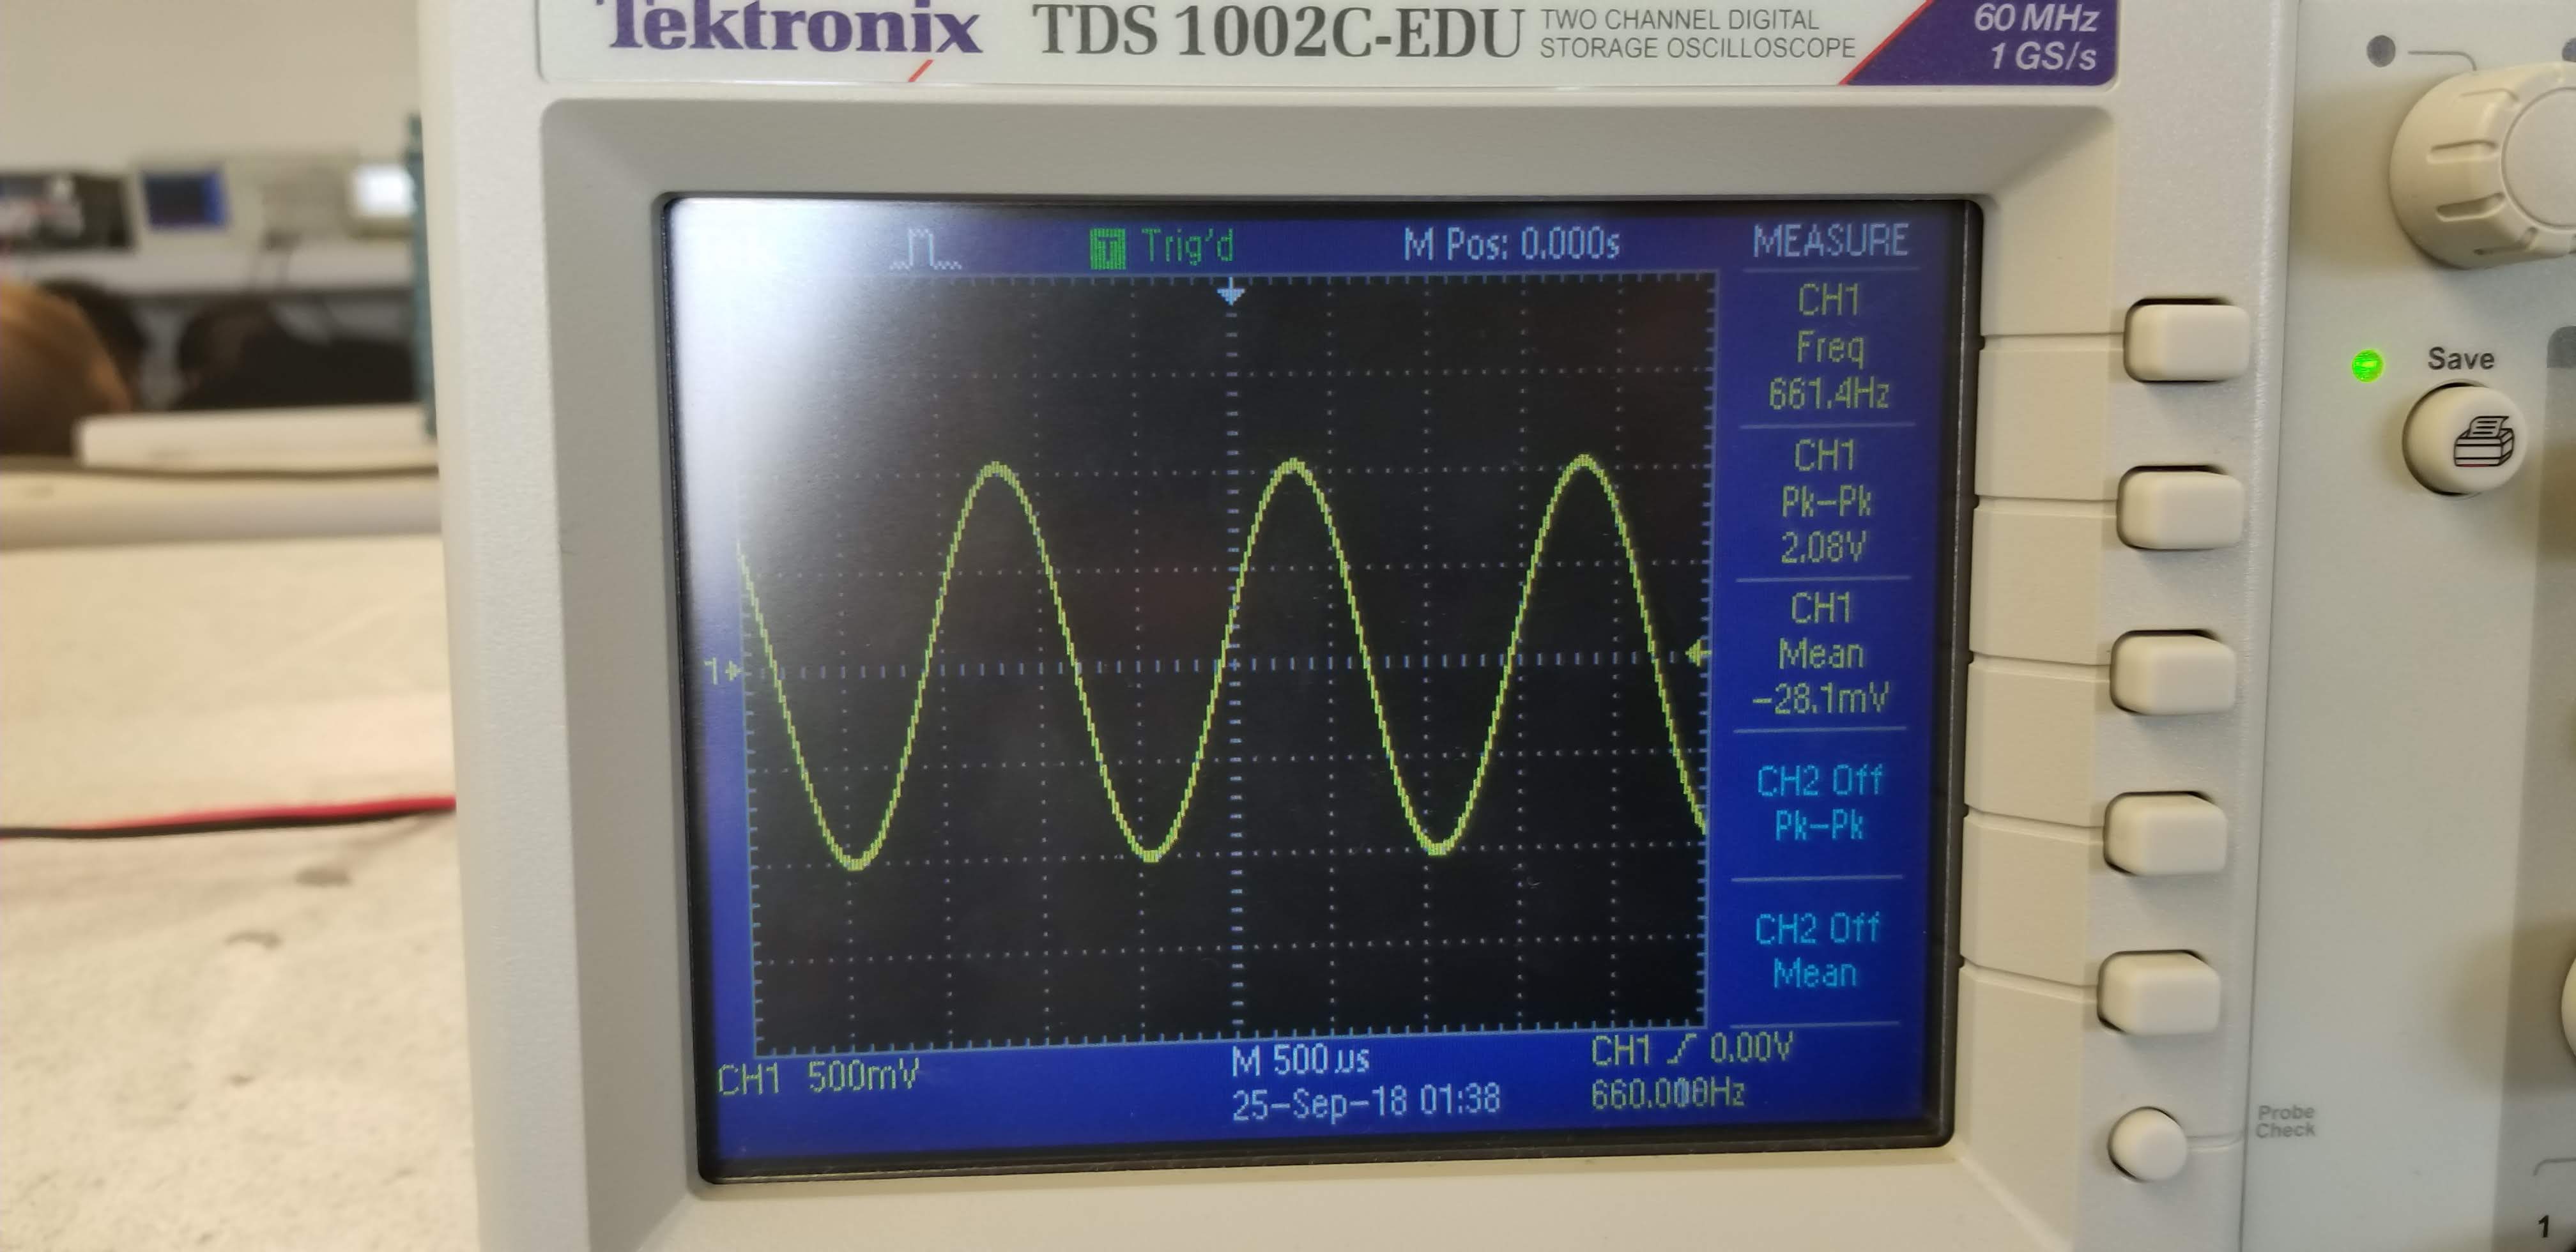 Tektronix TDS 1002C-EDU TWO CHANNEL DIGITAL
STORAGE OSCILLOSCOPE
60 MHz
1 GS/s
T Trig'd M Pos: 0.000s MEASURE
CH1
Freq
661.4Hz
CH1
Pk-Pk
2.08V
CH1
Mean
-28.1mV
CH2 Off
Pk-Pk
CH2 Off
Mean
1
CH1 500mV M 500µs CH1 0.00V
25-Sep-18 01:38
Save
Probe
Check
1